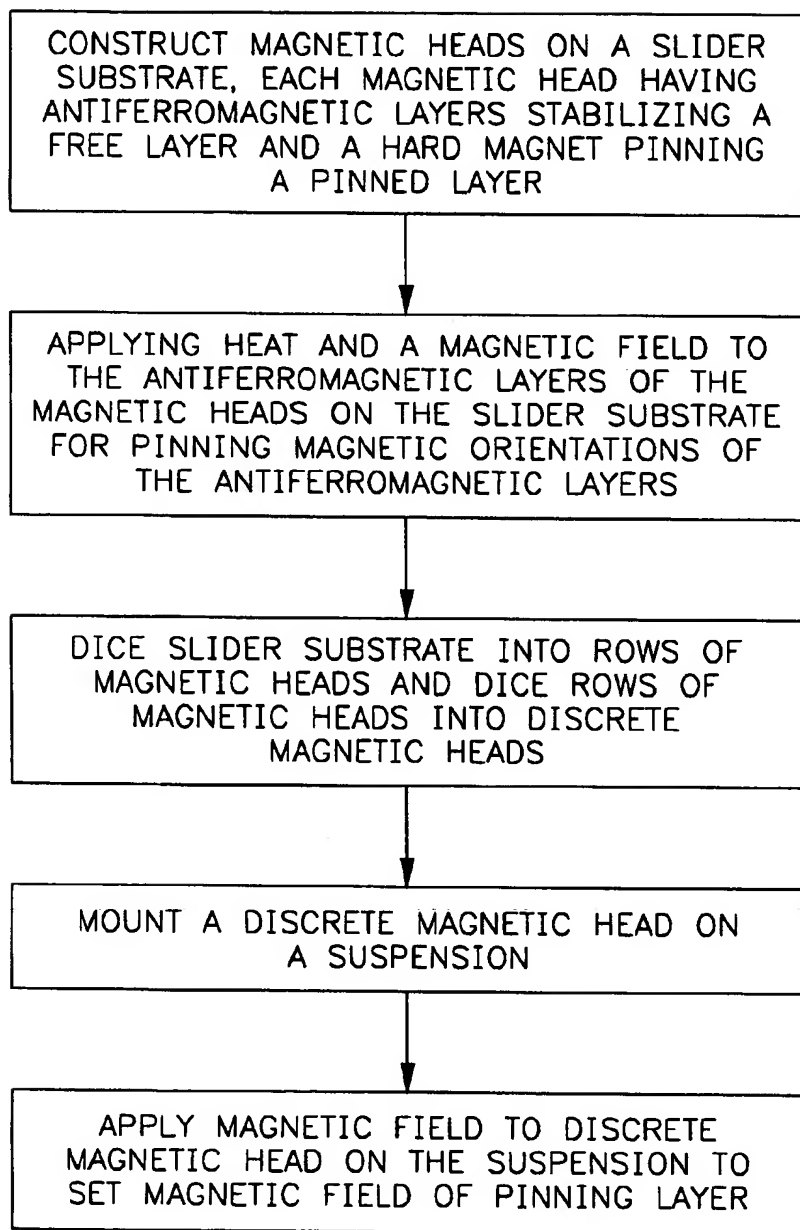 CONSTRUCT MAGNETIC HEADS ON A SLIDER
SUBSTRATE, EACH MAGNETIC HEAD HAVING
ANTIFERROMAGNETIC LAYERS STABILIZING A
FREE LAYER AND A HARD MAGNET PINNING
A PINNED LAYER
APPLYING HEAT AND A MAGNETIC FIELD TO
THE ANTIFERROMAGNETIC LAYERS OF THE
MAGNETIC HEADS ON THE SLIDER SUBSTRATE
FOR PINNING MAGNETIC ORIENTATIONS OF
THE ANTIFERROMAGNETIC LAYERS
DICE SLIDER SUBSTRATE INTO ROWS OF
MAGNETIC HEADS AND DICE ROWS OF
MAGNETIC HEADS INTO DISCRETE
MAGNETIC HEADS
MOUNT A DISCRETE MAGNETIC HEAD ON
A SUSPENSION
APPLY MAGNETIC FIELD TO DISCRETE
MAGNETIC HEAD ON THE SUSPENSION TO
SET MAGNETIC FIELD OF PINNING LAYER